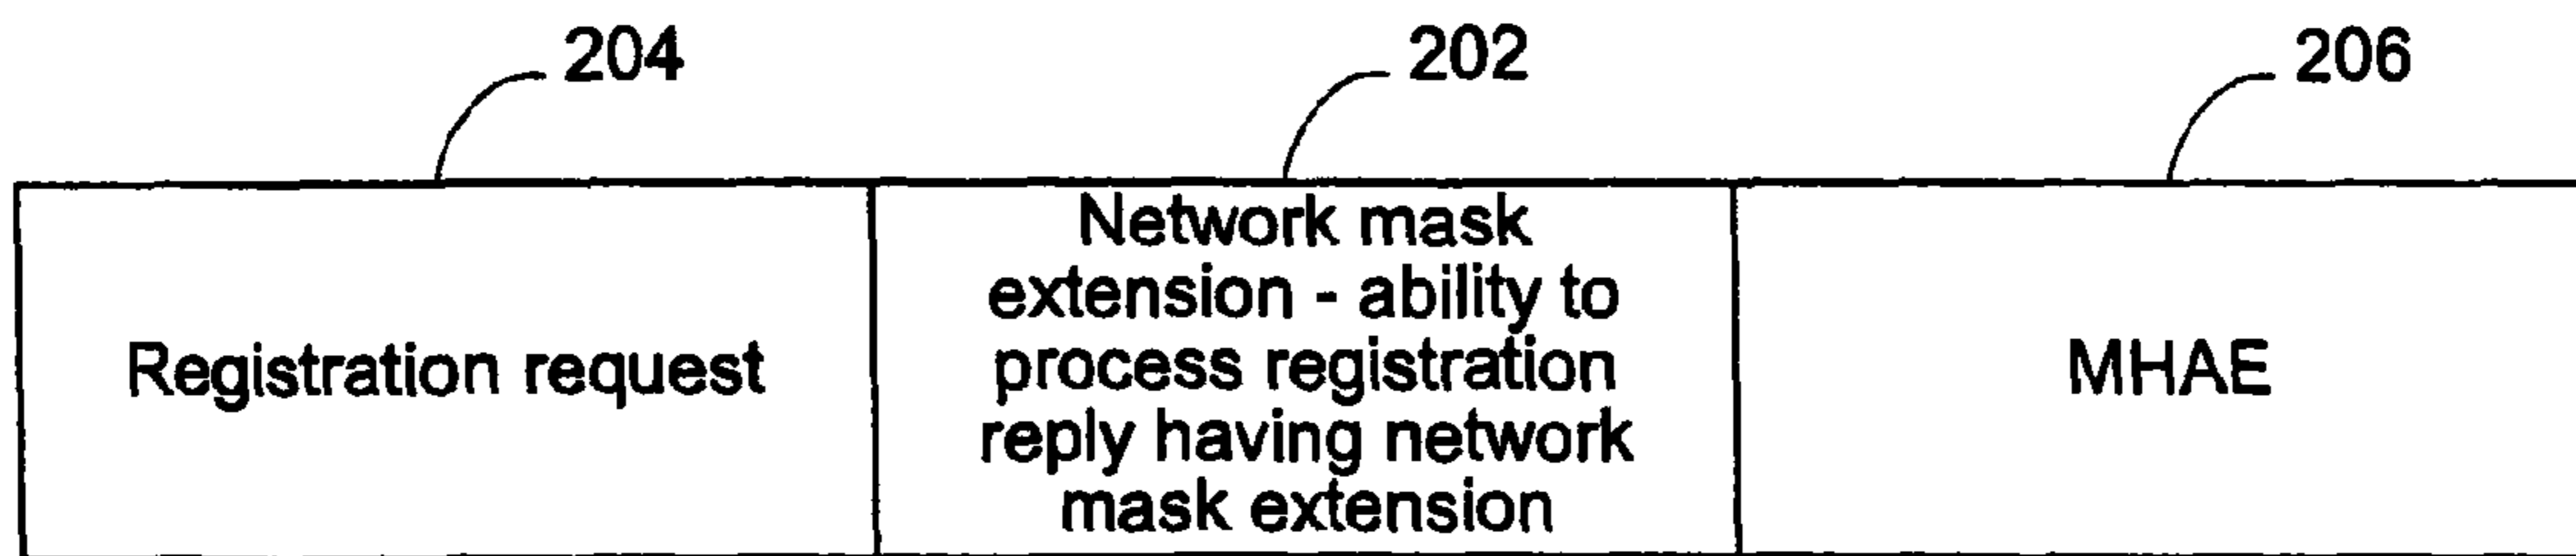 204
202
206
Registration request
Network mask
extension - ability to
process registration
reply having network
mask extension
MHAE